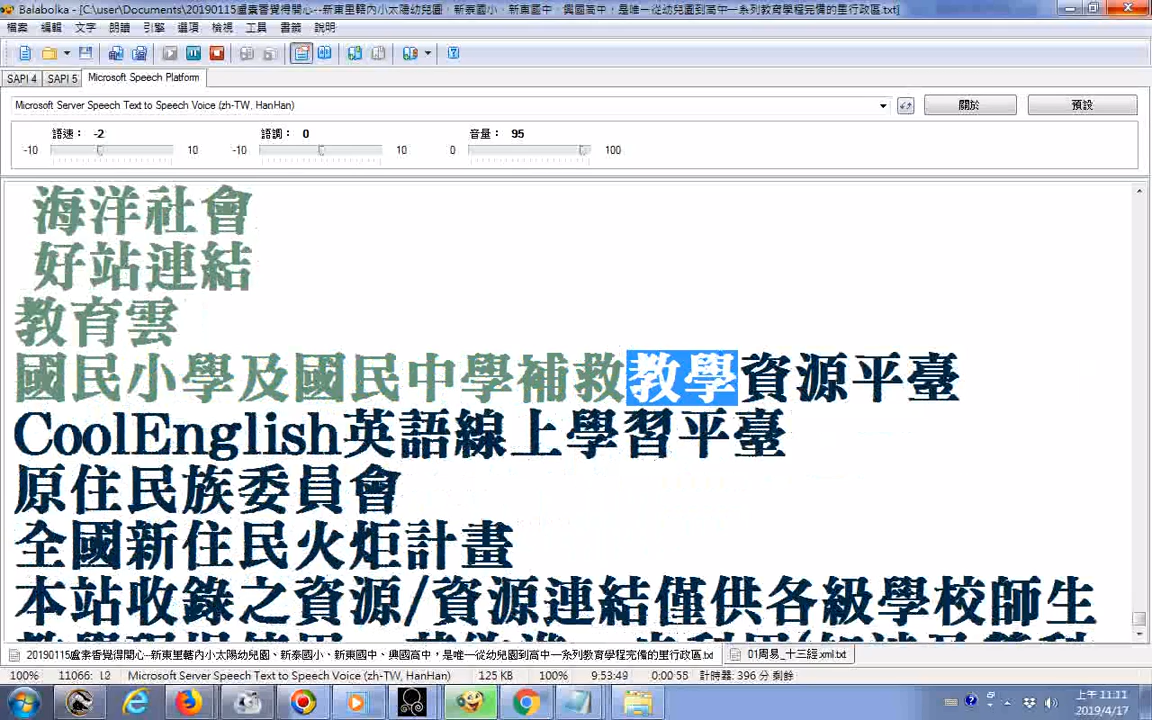 Balabolka - [C:\user\Documents\20190115盧素香覺得開心--新東里轄內小太陽幼兒園、新泰國小、新東國中、興國高中，是唯一從幼兒園到高中一系列教育學程完備的里行政區.txt]
檔案 編輯 文字 朗讀 引擎 選項 檢視 工具 書籤 說明
SAPI 4 SAPI 5 Microsoft Speech Platform
Microsoft Server Speech Text to Speech Voice (zh-TW, HanHan) 關於 預設
語速： -2 語調： 0 音量： 95
-10 10 -10 10 0 100
海洋社會
好站連結
教育雲
國民小學及國民中學補救教學資源平臺
CoolEnglish英語線上學習平臺
原住民族委員會
全國新住民火炬計畫
本站收錄之資源/資源連結僅供各級學校師生
20190115盧素香覺得開心--新東里轄內小太陽幼兒園、新泰國小、新東國中、興國高中，是唯一從幼兒園到高中一系列教育學程完備的里行政區.txt 01周易_十三經.xml.txt
100% 11066: 12 Microsoft Server Speech Text to Speech Voice (zh-TW, HanHan) 125 KB 100% 9:53:49 0:00:55 計時器: 396 分 剩餘
上午 11:11
2019/4/17